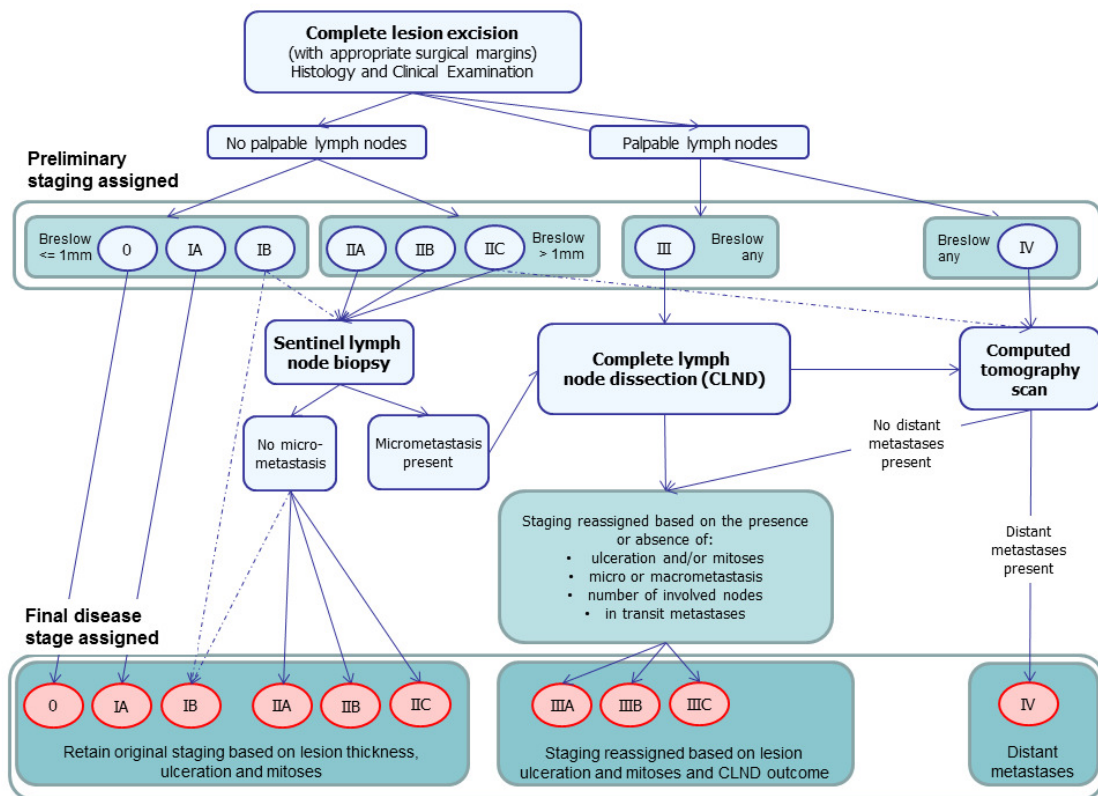 Complete lesion excision
(with appropriate surgical margins)
Histology and Clinical Examination
No palpable lymph nodes
Palpable lymph nodes
Preliminary
staging assigned
Breslow
<= 1mm
0
IA
IB
IIA
IIB
IIC
Breslow
> 1mm
III
Breslow
any
Breslow
any
IV
Sentinel lymph
node biopsy
Complete lymph
node dissection (CLND)
Computed
tomography
scan
No micro-
metastasis
Micrometastasis
present
No distant
metastases
present
Staging reassigned based on the presence
or absence of:
• ulceration and/or mitoses
• micro or macrometastasis
• number of involved nodes
• in transit metastases
Distant
metastases
present
Final disease
stage assigned
0
IA
IB
IIA
IIB
IIC
IIIA
IIIB
IIIC
IV
Retain original staging based on lesion thickness,
ulceration and mitoses
Staging reassigned based on lesion
ulceration and mitoses and CLND outcome
Distant
metastases